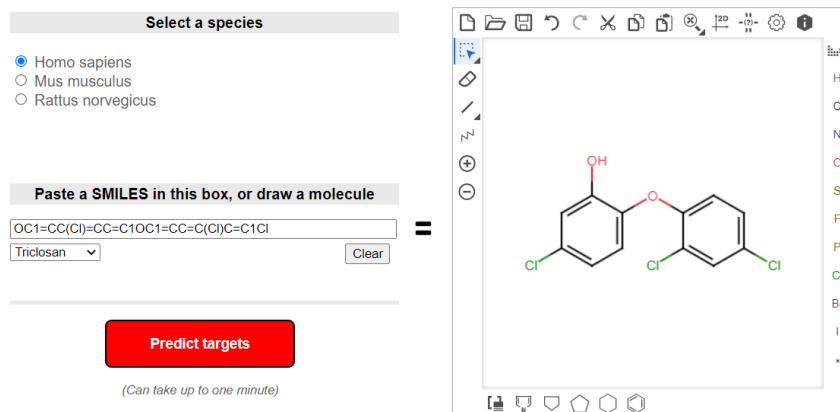 Select a species
Homo sapiens
Mus musculus
Rattus norvegicus
Paste a SMILES in this box, or draw a molecule
OC1=CC(Cl)=CC=C1OC1=CC=C(Cl)C=C1Cl
Triclosan
Clear
=
Predict targets
(Can take up to one minute)
2D
(?)
OH
O
Cl
Cl
Cl
H
C
N
O
S
F
P
C
B
I
*